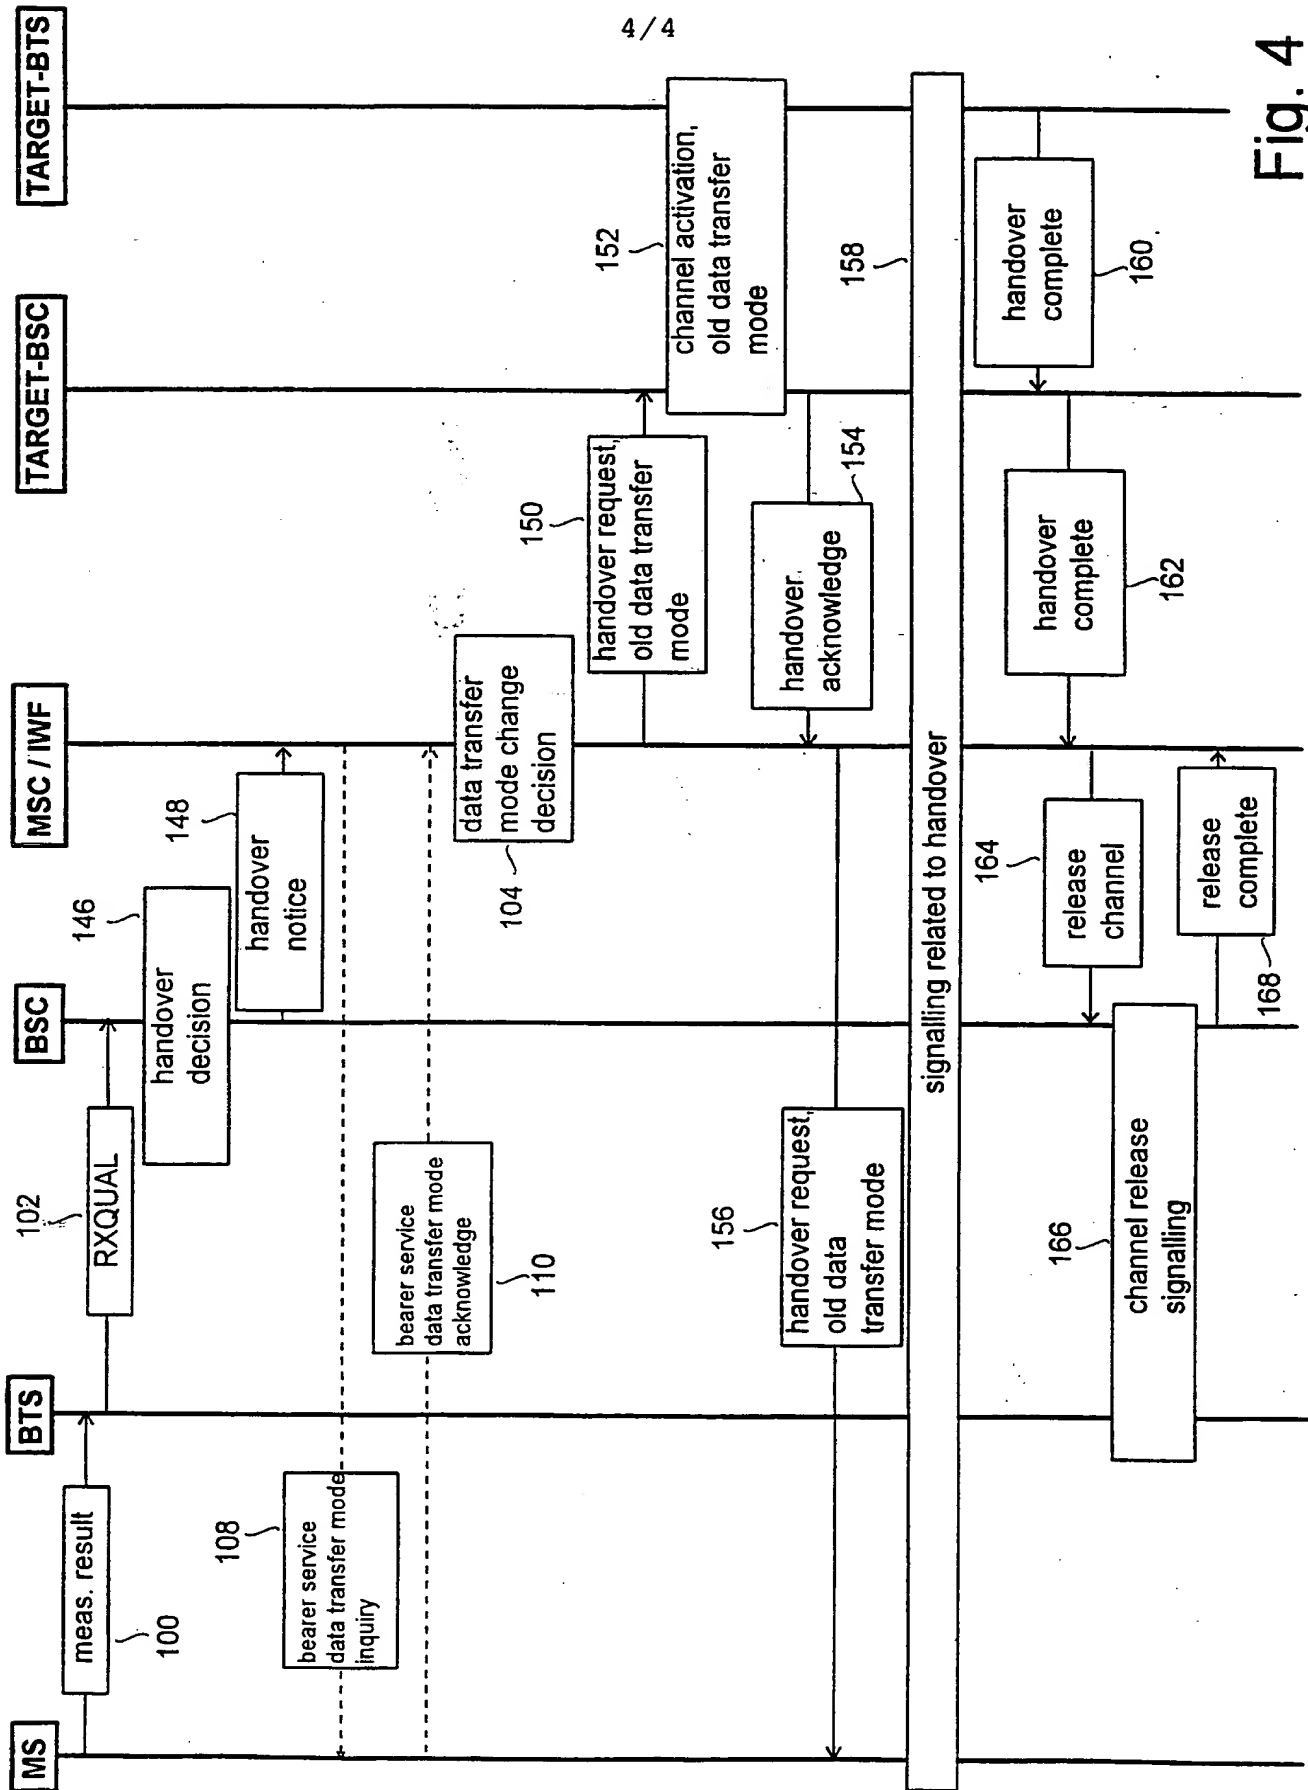 4/4
MS
BTS
BSC
MSC / IWF
TARGET-BSC
TARGET-BTS
meas. result
100
102
RXQUAL
146
handover
decision
148
handover
notice
108
bearer service
data transfer mode
inquiry
bearer service
data transfer mode
acknowledge
110
data transfer
mode change
decision
104
150
handover request,
old data transfer
mode
152
channel activation,
old data transfer
mode
handover
acknowledge
154
156
handover request,
old data
transfer mode
158
signalling related to handover
handover
complete
160
handover
complete
162
164
release
channel
166
channel release
signalling
release
complete
168
Fig. 4